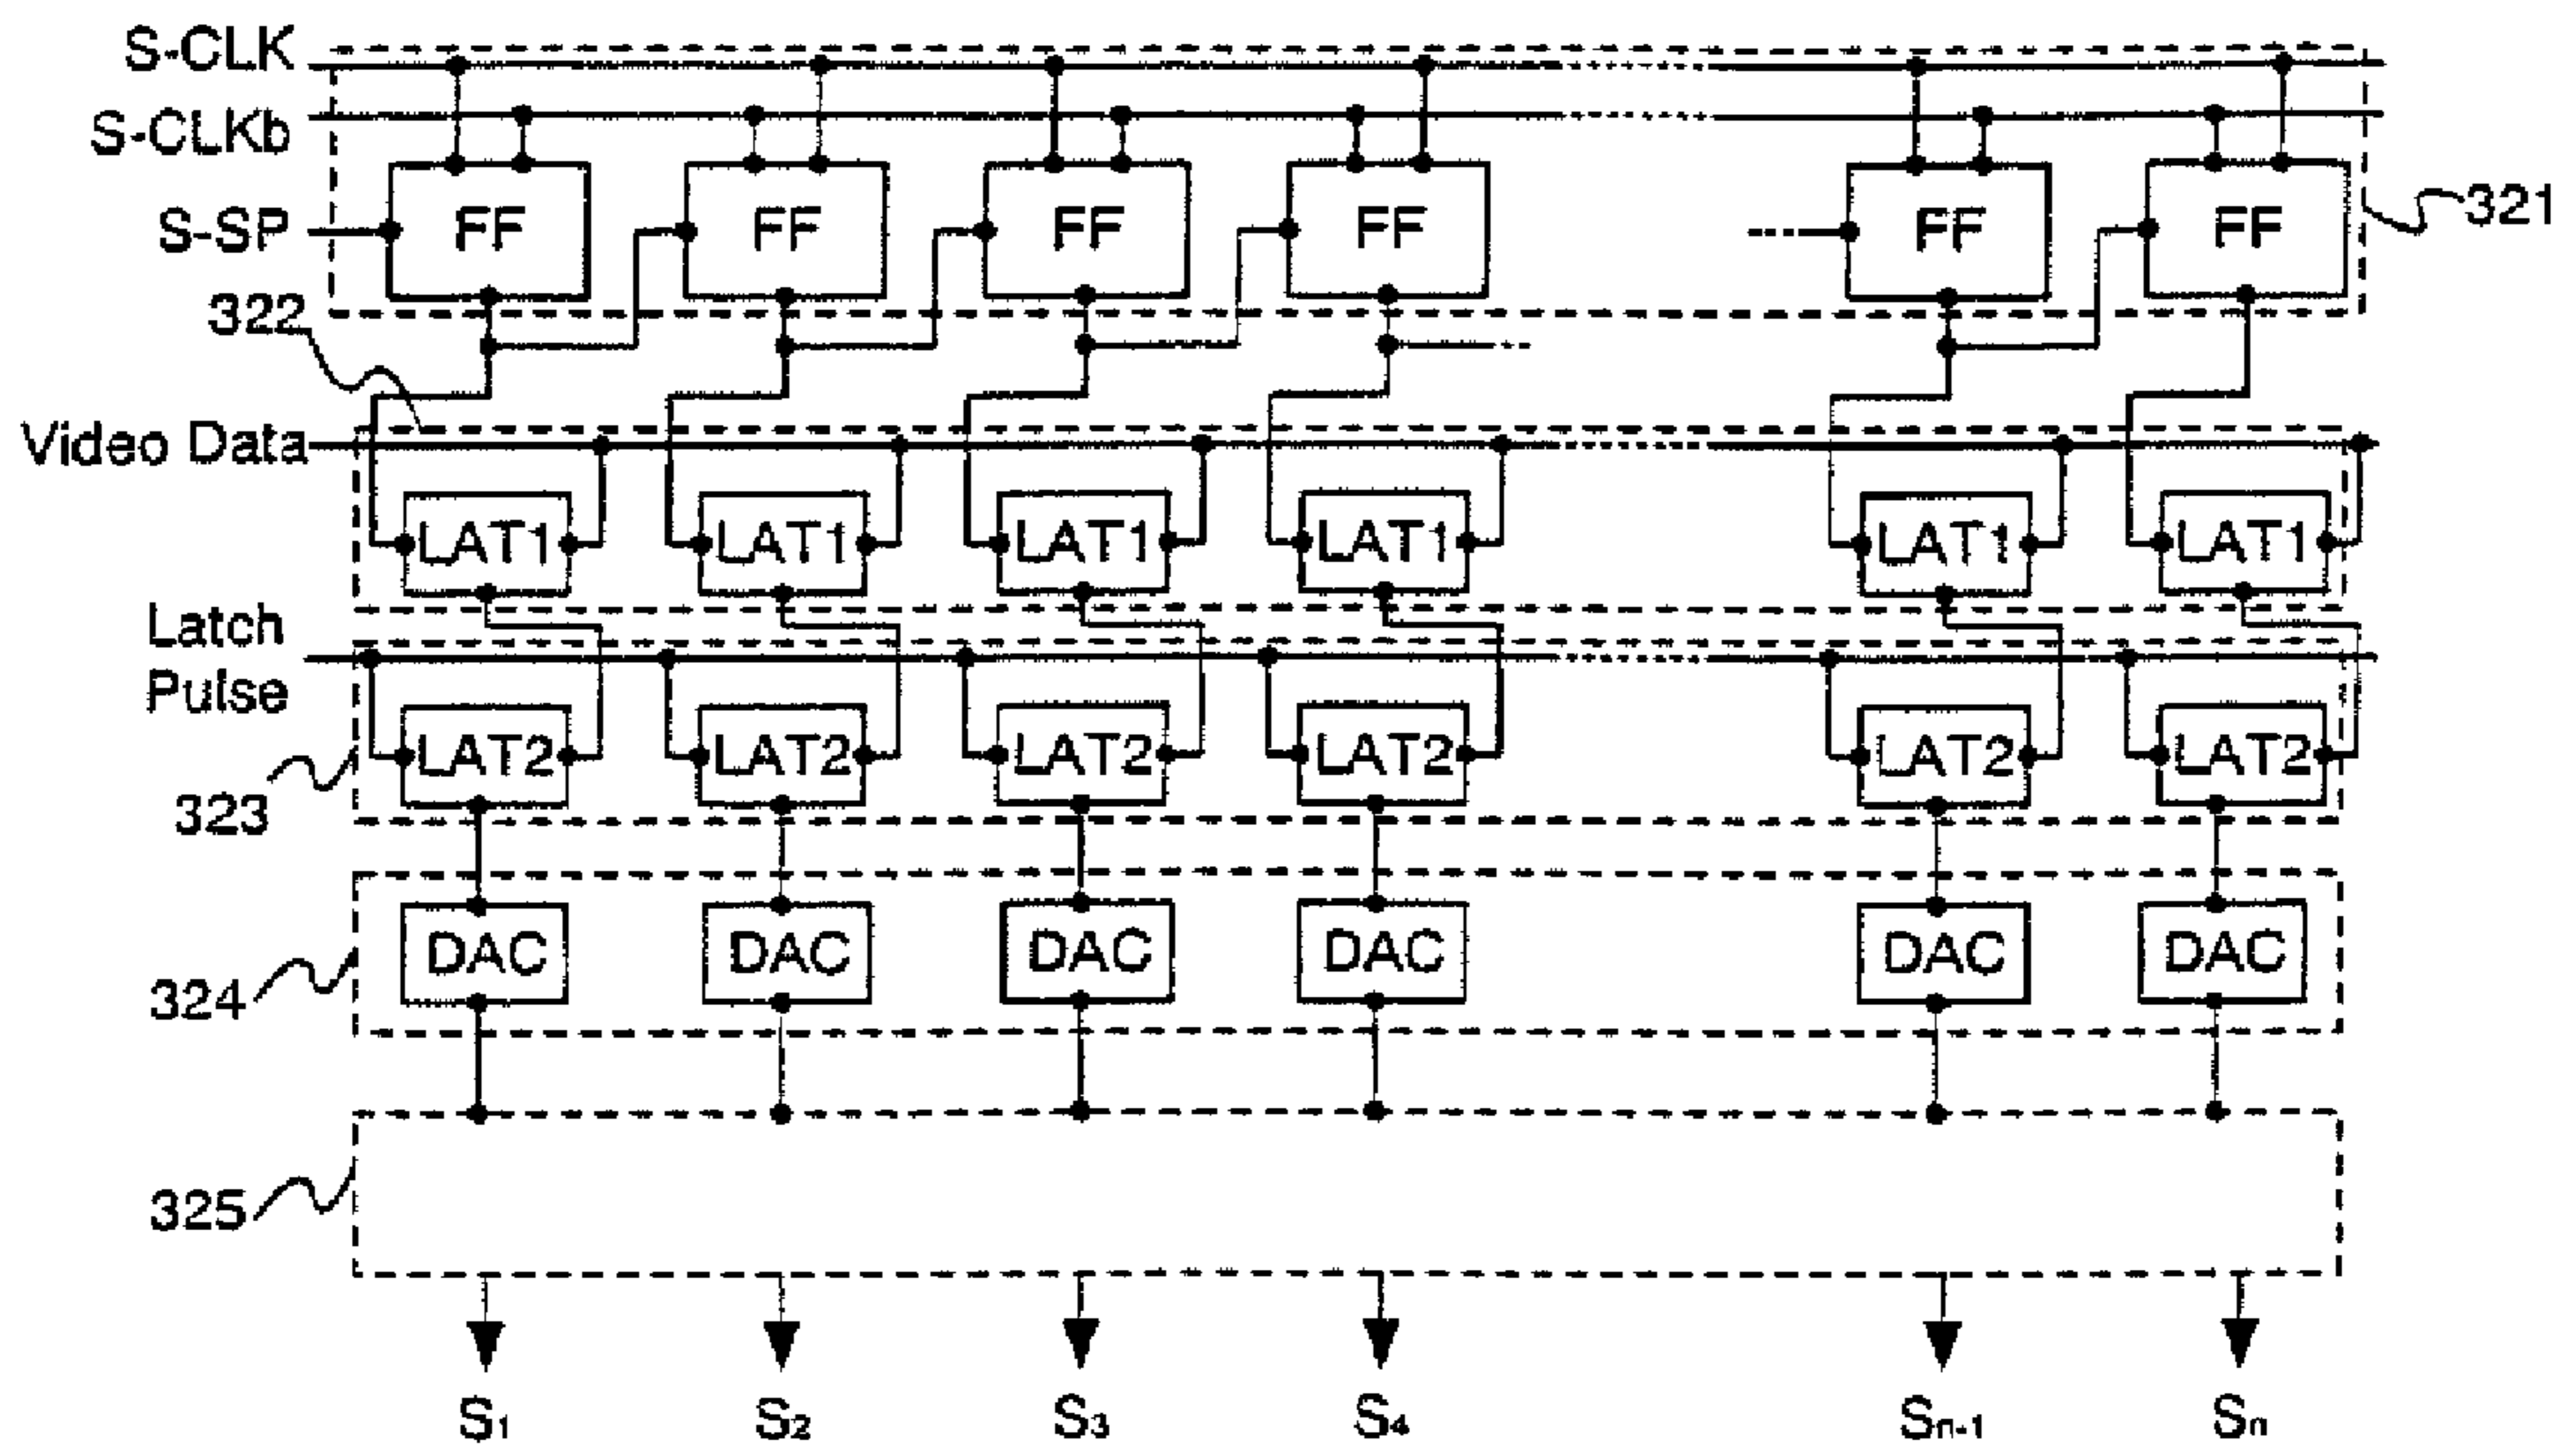 S-CLK
S-CLKb
S-SP
FF FF FF FF FF FF
321
322
Video Data
LAT1 LAT1 LAT1 LAT1 LAT1 LAT1
Latch
Pulse
LAT2 LAT2 LAT2 LAT2 LAT2 LAT2
323
DAC DAC DAC DAC DAC DAC
324
325
S1 S2 S3 S4 Sn-1 Sn